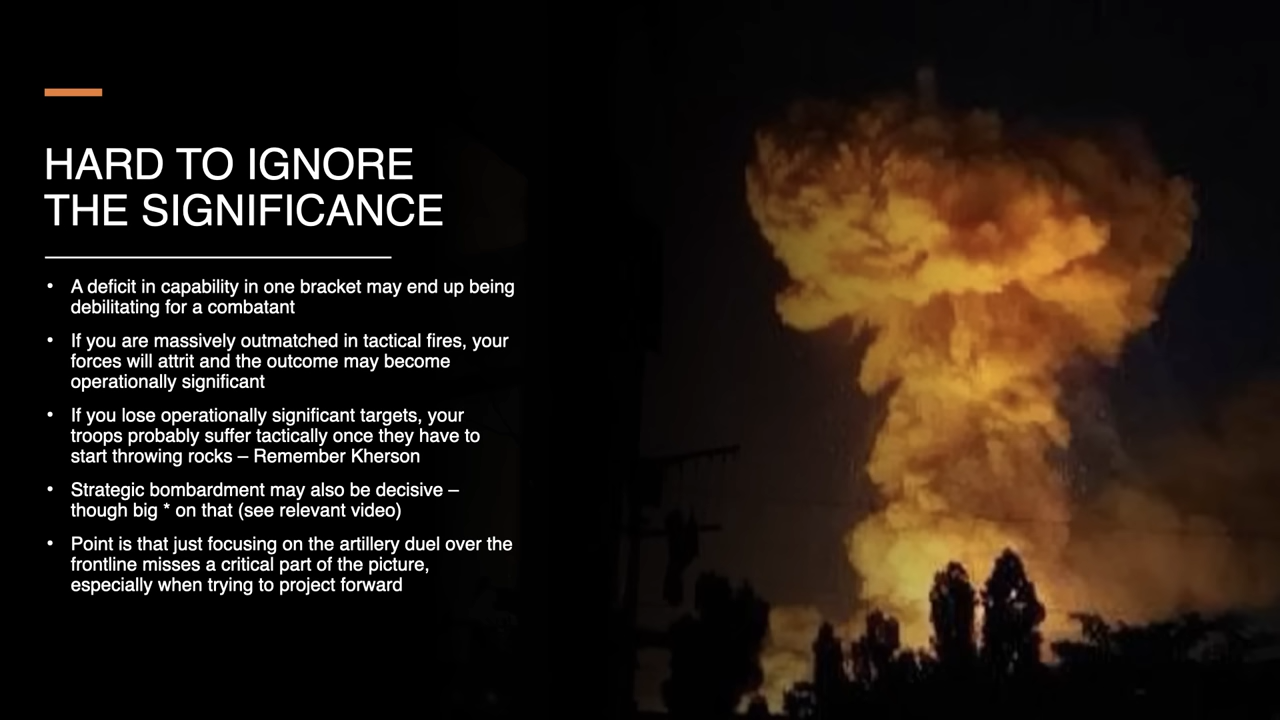 HARD TO IGNORE
THE SIGNIFICANCE
• A deficit in capability in one bracket may end up being
debilitating for a combatant
• If you are massively outmatched in tactical fires, your
forces will attrit and the outcome may become
operationally significant
• If you lose operationally significant targets, your
troops probably suffer tactically once they have to
start throwing rocks – Remember Kherson
• Strategic bombardment may also be decisive –
though big * on that (see relevant video)
• Point is that just focusing on the artillery duel over the
frontline misses a critical part of the picture,
especially when trying to project forward